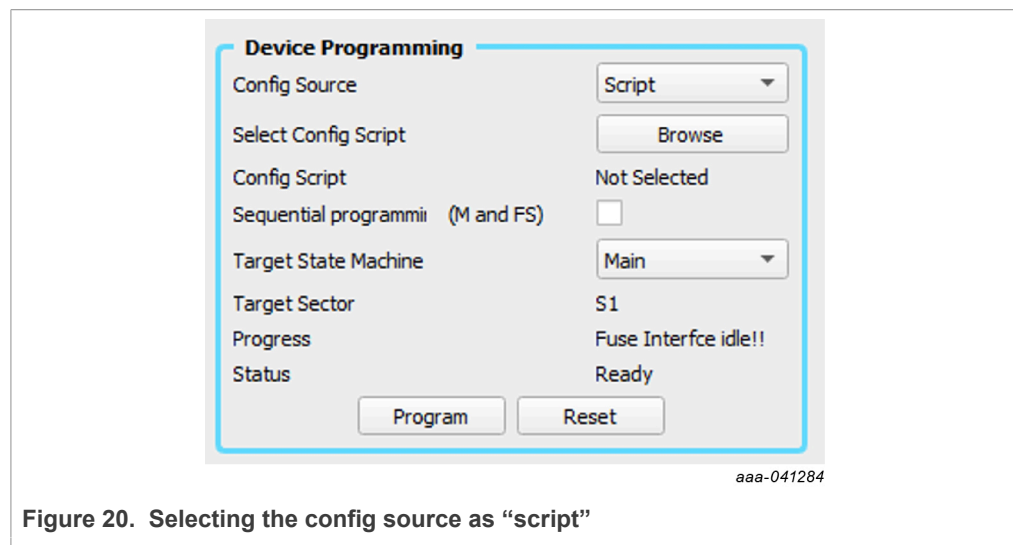 Device Programming
Config Source Script
Select Config Script Browse
Config Script Not Selected
Sequential programmii (M and FS)
Target State Machine Main
Target Sector S1
Progress Fuse Interfce idle!!
Status Ready
Program Reset
aaa-041284
Figure 20. Selecting the config source as “script”